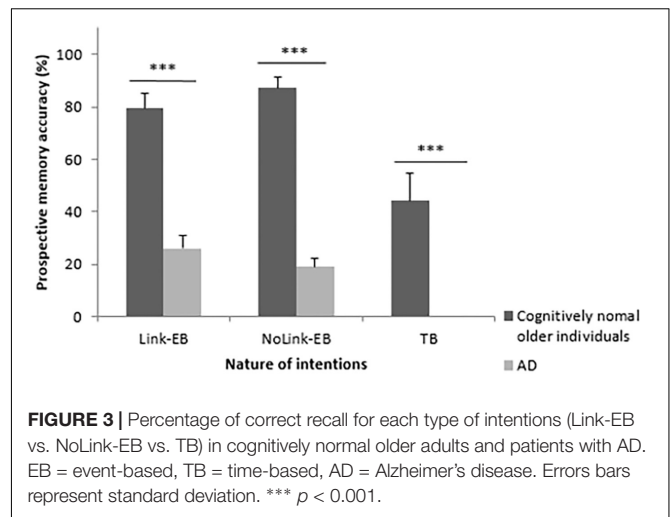 100
80
60
40
20
0
Prospective memory accuracy (%)
***
***
***
Link-EB
NoLink-EB
TB
Nature of intentions
Cognitively nomal
older individuals
AD
FIGURE 3 | Percentage of correct recall for each type of intentions (Link-EB
vs. NoLink-EB vs. TB) in cognitively normal older adults and patients with AD.
EB = event-based, TB = time-based, AD = Alzheimer's disease. Errors bars
represent standard deviation. *** p < 0.001.